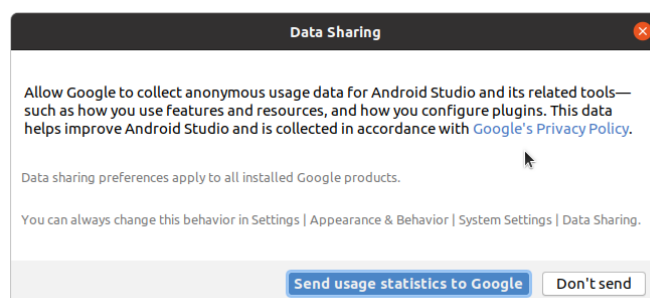 Data Sharing
Allow Google to collect anonymous usage data for Android Studio and its related tools—
such as how you use features and resources, and how you configure plugins. This data
helps improve Android Studio and is collected in accordance with Google's Privacy Policy.
Data sharing preferences apply to all installed Google products.
You can always change this behavior in Settings | Appearance & Behavior | System Settings | Data Sharing.
Send usage statistics to Google Don't send